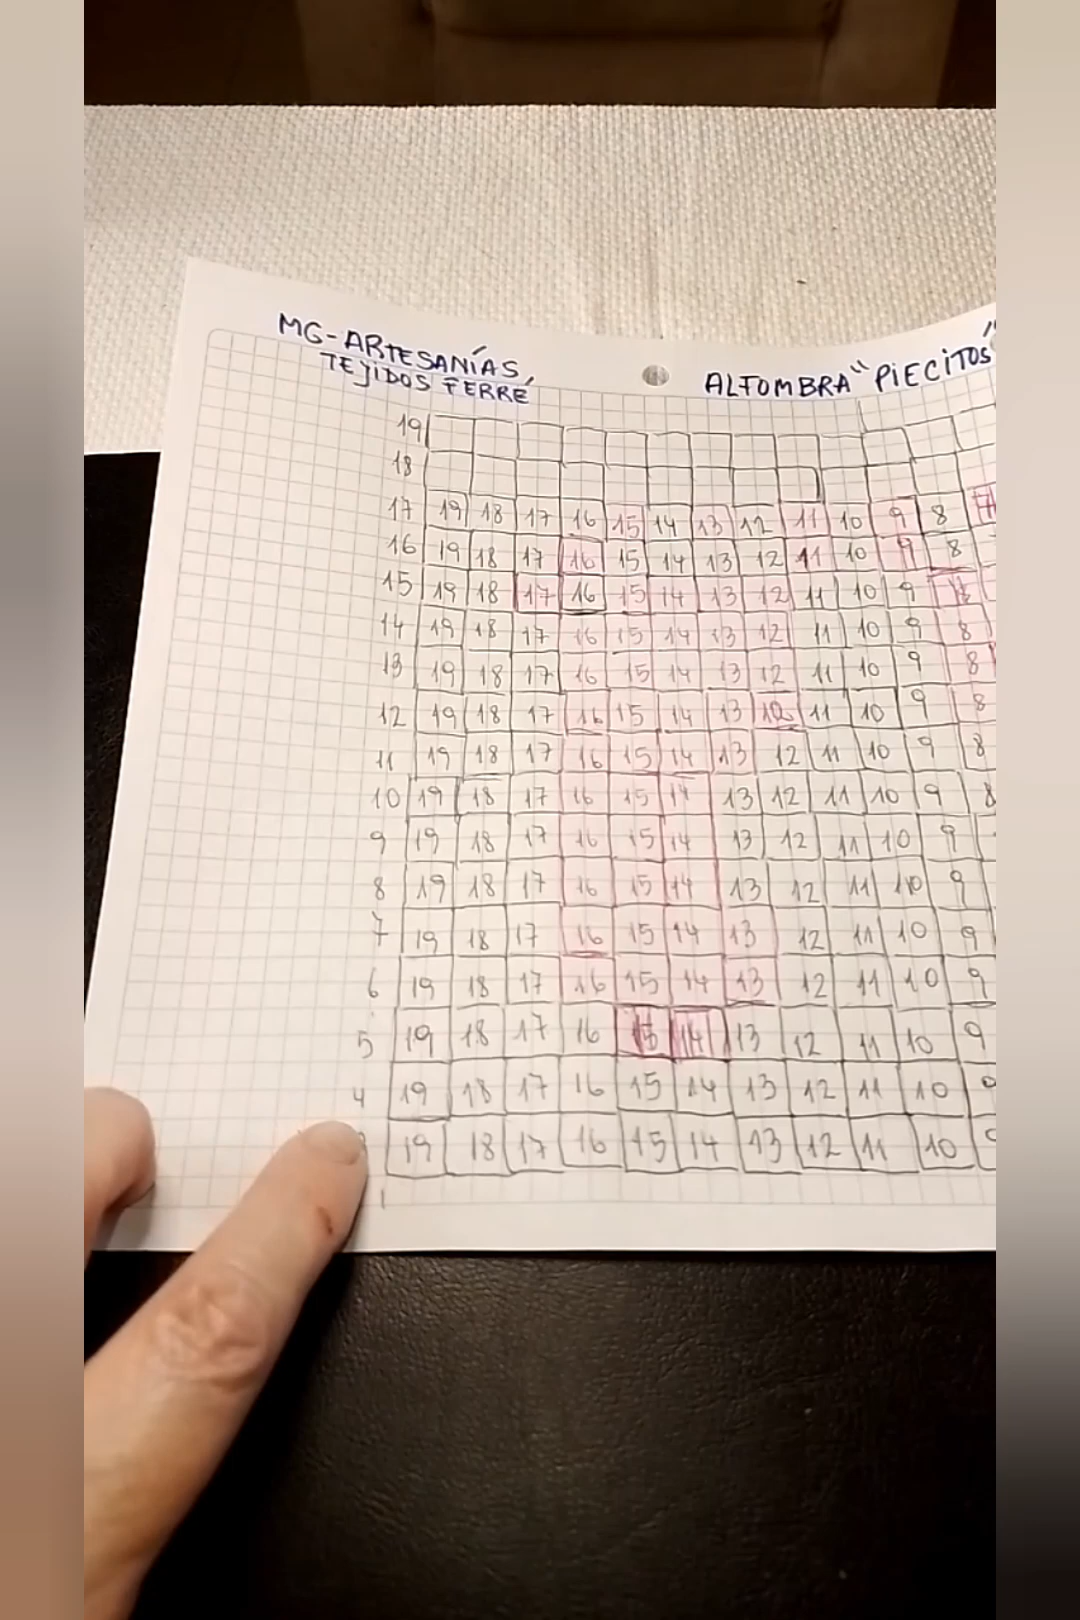 MG-ARTESANÍAS,
TEJIDOS FERRÉ
ALFOMBRA "PIECITOS"
19
18
17 19 18 17 16 15 14 13 12 11 10 9 8 7
16 19 18 17 16 15 14 13 12 11 10 9 8
15 19 18 17 16 15 14 13 12 11 10 9
14 19 18 17 16 15 14 13 12 11 10 9 8
13 19 18 17 16 15 14 13 12 11 10 9 8
12 19 18 17 16 15 14 13 12 11 10 9 8
11 19 18 17 16 15 14 13 12 11 10 9 8
10 19 18 17 16 15 14 13 12 11 10 9 8
9 19 18 17 16 15 14 13 12 11 10 9
8 19 18 17 16 15 14 13 12 11 10 9
7 19 18 17 16 15 14 13 12 11 10 9
6 19 18 17 16 15 14 13 12 11 10 9
5 19 18 17 16 15 14 13 12 11 10 9
4 19 18 17 16 15 14 13 12 11 10 9
19 18 17 16 15 14 13 12 11 10